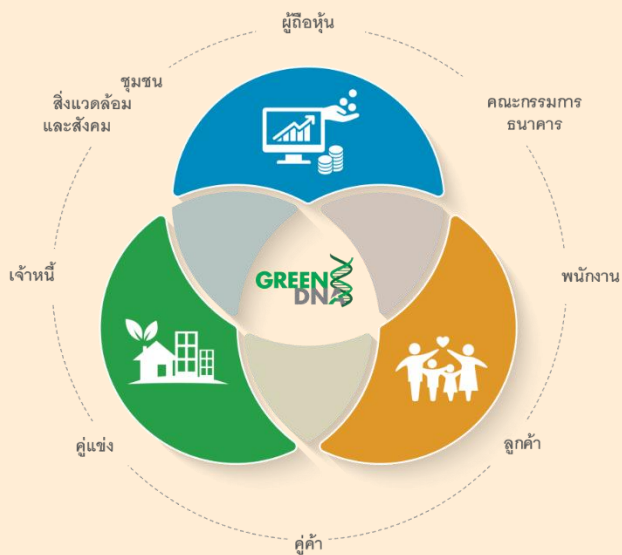 ผู้ถือหุ้น
คณะกรรมการ
ธนาคาร
พนักงาน
ลูกค้า
คู่ค้า
คู่แข่ง
เจ้าหนี้
ชุมชน
สิ่งแวดล้อม
และสังคม
GREEN
DNA